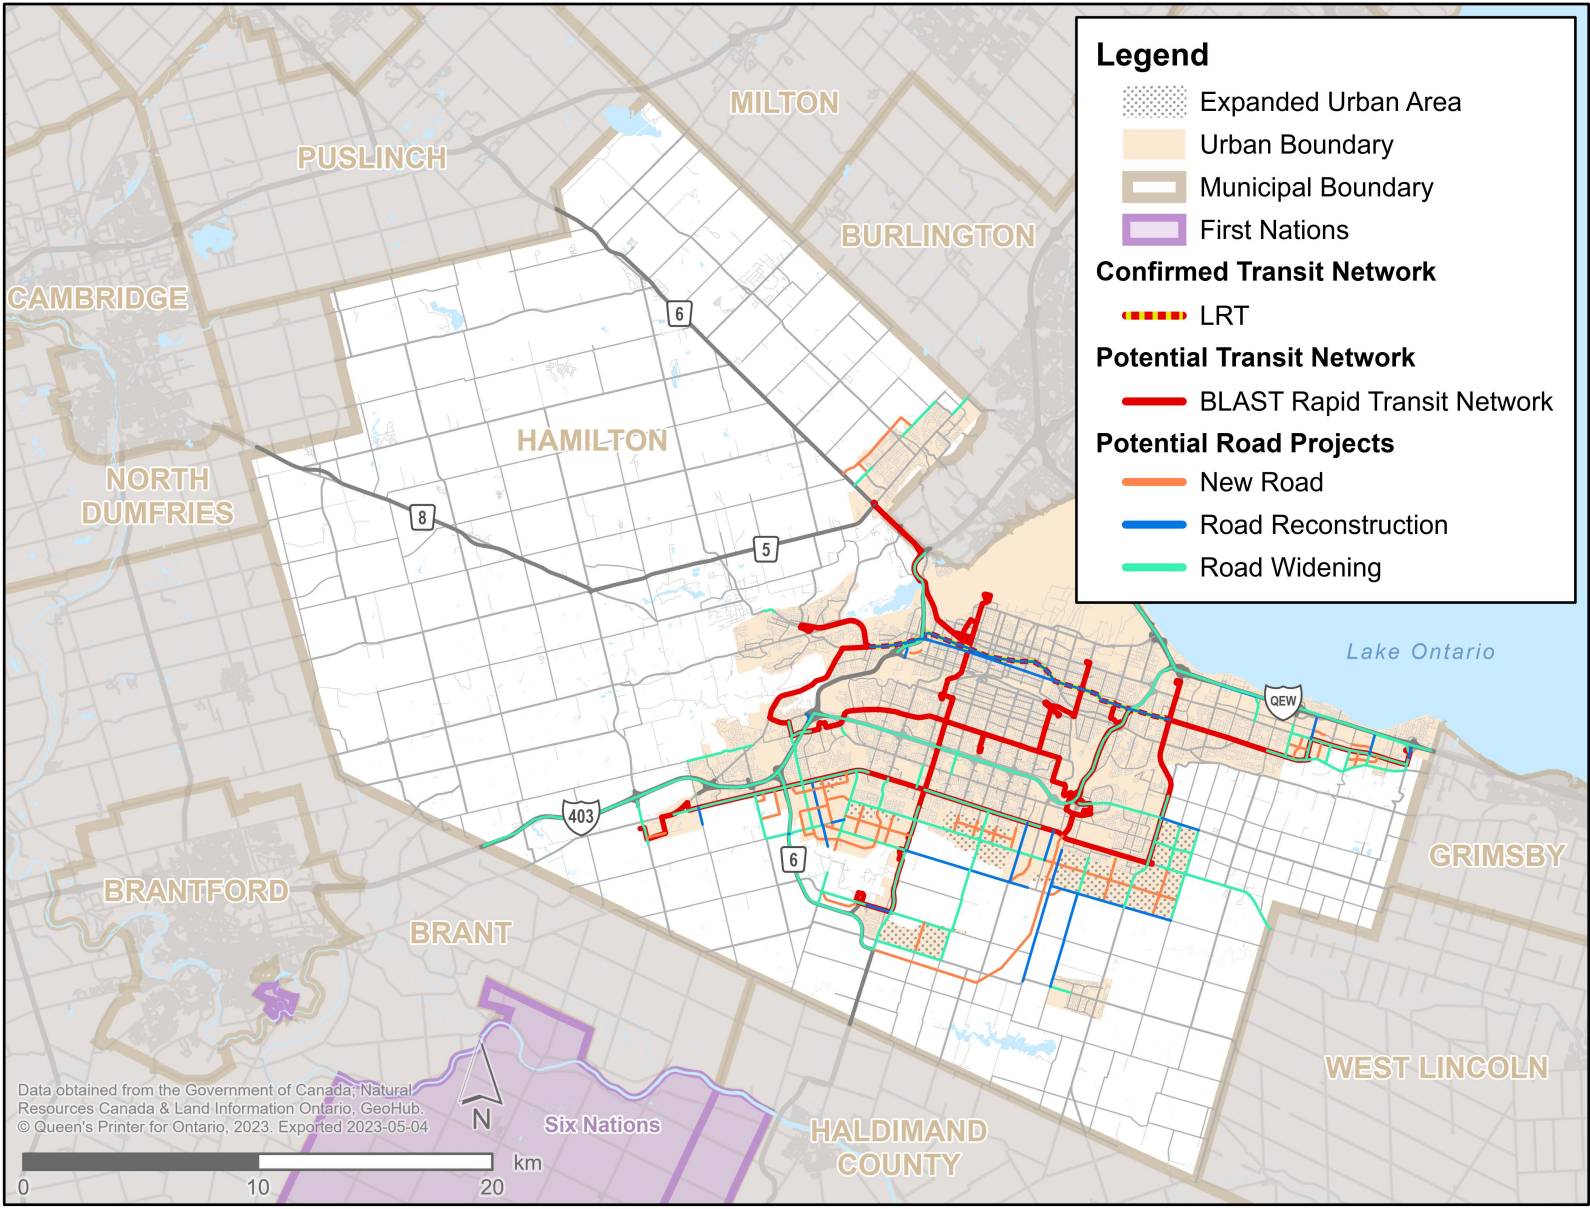 Legend
Expanded Urban Area
Urban Boundary
Municipal Boundary
First Nations
Confirmed Transit Network
LRT
Potential Transit Network
BLAST Rapid Transit Network
Potential Road Projects
New Road
Road Reconstruction
Road Widening
MILTON
PUSLINCH
BURLINGTON
CAMBRIDGE
6
HAMILTON
NORTH
DUMFRIES
8
5
Lake Ontario
QEW
403
6
GRIMSBY
BRANTFORD
BRANT
WEST LINCOLN
Data obtained from the Government of Canada; Natural
Resources Canada & Land Information Ontario, GeoHub.
© Queen's Printer for Ontario, 2023. Exported 2023-05-04
N
Six Nations
HALDIMAND
COUNTY
km
0 10 20